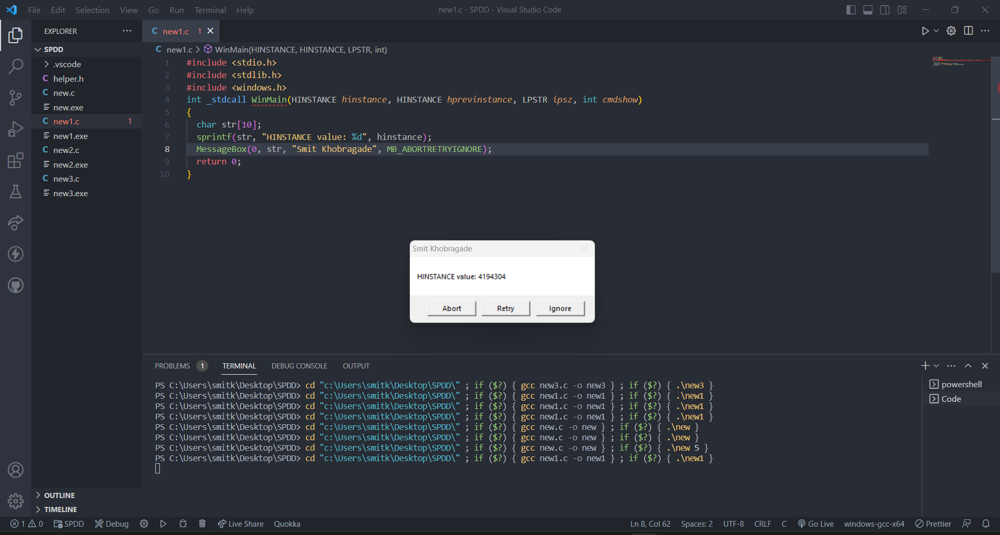 File Edit Selection View Go Run Terminal Help
new1.c - SPDD - Visual Studio Code
EXPLORER
SPDD
.vscode
C helper.h
C new.c
new.exe
C new1.c 1
new1.exe
C new2.c
new2.exe
C new3.c
new3.exe
OUTLINE
TIMELINE
C new1.c 1
C new1.c > WinMain(HINSTANCE, HINSTANCE, LPSTR, int)
1 #include <stdio.h>
2 #include <stdlib.h>
3 #include <windows.h>
4 int _stdcall WinMain(HINSTANCE hinstance, HINSTANCE hprevinstance, LPSTR ipsz, int cmdshow)
5 {
6 char str[10];
7 sprintf(str, "HINSTANCE value: %d", hinstance);
8 MessageBox(0, str, "Smit Khobragade", MB_ABORTRETRYIGNORE);
9 return 0;
10 }
Smit Khobragade
HINSTANCE value: 4194304
Abort Retry Ignore
PROBLEMS 1 TERMINAL DEBUG CONSOLE OUTPUT
PS C:\Users\smitk\Desktop\SPDD> cd "c:\Users\smitk\Desktop\SPDD\" ; if ($?) { gcc new3.c -o new3 } ; if ($?) { .\new3 }
PS C:\Users\smitk\Desktop\SPDD> cd "c:\Users\smitk\Desktop\SPDD\" ; if ($?) { gcc new1.c -o new1 } ; if ($?) { .\new1 }
PS C:\Users\smitk\Desktop\SPDD> cd "c:\Users\smitk\Desktop\SPDD\" ; if ($?) { gcc new1.c -o new1 } ; if ($?) { .\new1 }
PS C:\Users\smitk\Desktop\SPDD> cd "c:\Users\smitk\Desktop\SPDD\" ; if ($?) { gcc new1.c -o new1 } ; if ($?) { .\new1 }
PS C:\Users\smitk\Desktop\SPDD> cd "c:\Users\smitk\Desktop\SPDD\" ; if ($?) { gcc new.c -o new } ; if ($?) { .\new }
PS C:\Users\smitk\Desktop\SPDD> cd "c:\Users\smitk\Desktop\SPDD\" ; if ($?) { gcc new.c -o new } ; if ($?) { .\new }
PS C:\Users\smitk\Desktop\SPDD> cd "c:\Users\smitk\Desktop\SPDD\" ; if ($?) { gcc new.c -o new } ; if ($?) { .\new 5 }
PS C:\Users\smitk\Desktop\SPDD> cd "c:\Users\smitk\Desktop\SPDD\" ; if ($?) { gcc new1.c -o new1 } ; if ($?) { .\new1 }
powershell
Code
1 0 SPDD Debug Live Share Quokka
Ln 8, Col 62 Spaces: 2 UTF-8 CRLF C Go Live windows-gcc-x64 Prettier